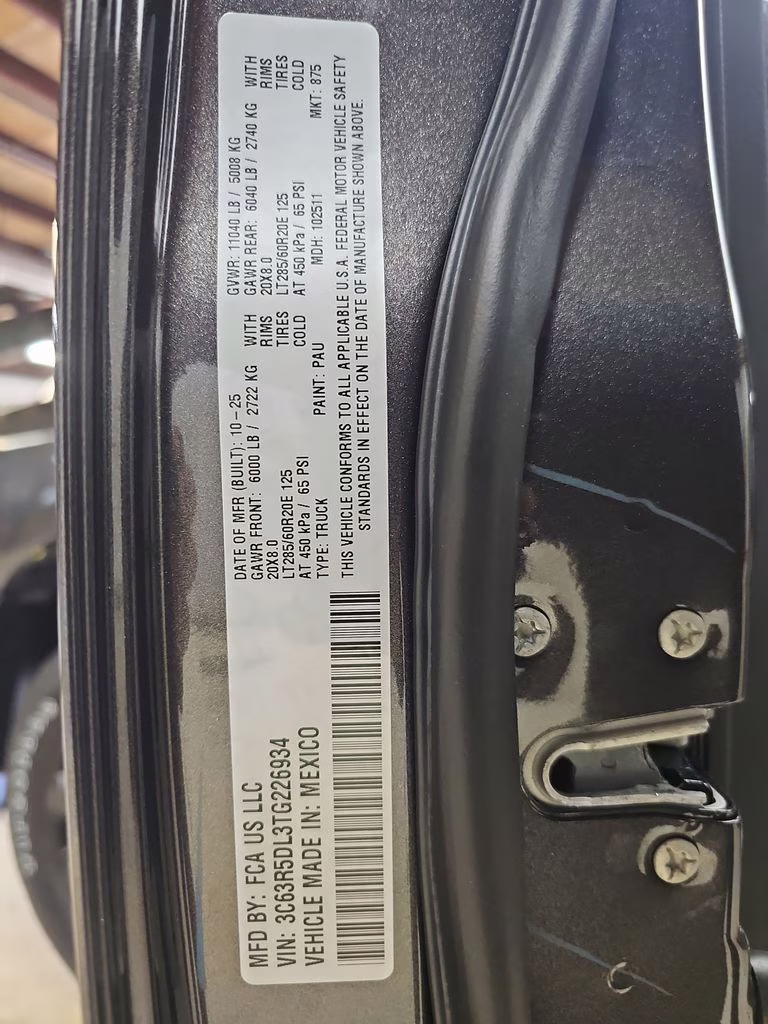 MFD BY: FCA US LLC
VIN: 3C63R5DL3TG226934
VEHICLE MADE IN: MEXICO
DATE OF MFR (BUILT): 10-25 GVWR: 11040 LB / 5008 KG
GAWR FRONT: 6000 LB / 2722 KG WITH GAWR REAR: 6040 LB / 2740 KG WITH
20X8.0 RIMS 20X8.0 RIMS
LT285/60R20E 125 TIRES LT285/60R20E 125 TIRES
AT 450 kPa / 65 PSI COLD AT 450 kPa / 65 PSI COLD
TYPE: TRUCK PAINT: PAU MDH: 102511 MKT: 875
THIS VEHICLE CONFORMS TO ALL APPLICABLE U.S.A. FEDERAL MOTOR VEHICLE SAFETY
STANDARDS IN EFFECT ON THE DATE OF MANUFACTURE SHOWN ABOVE.